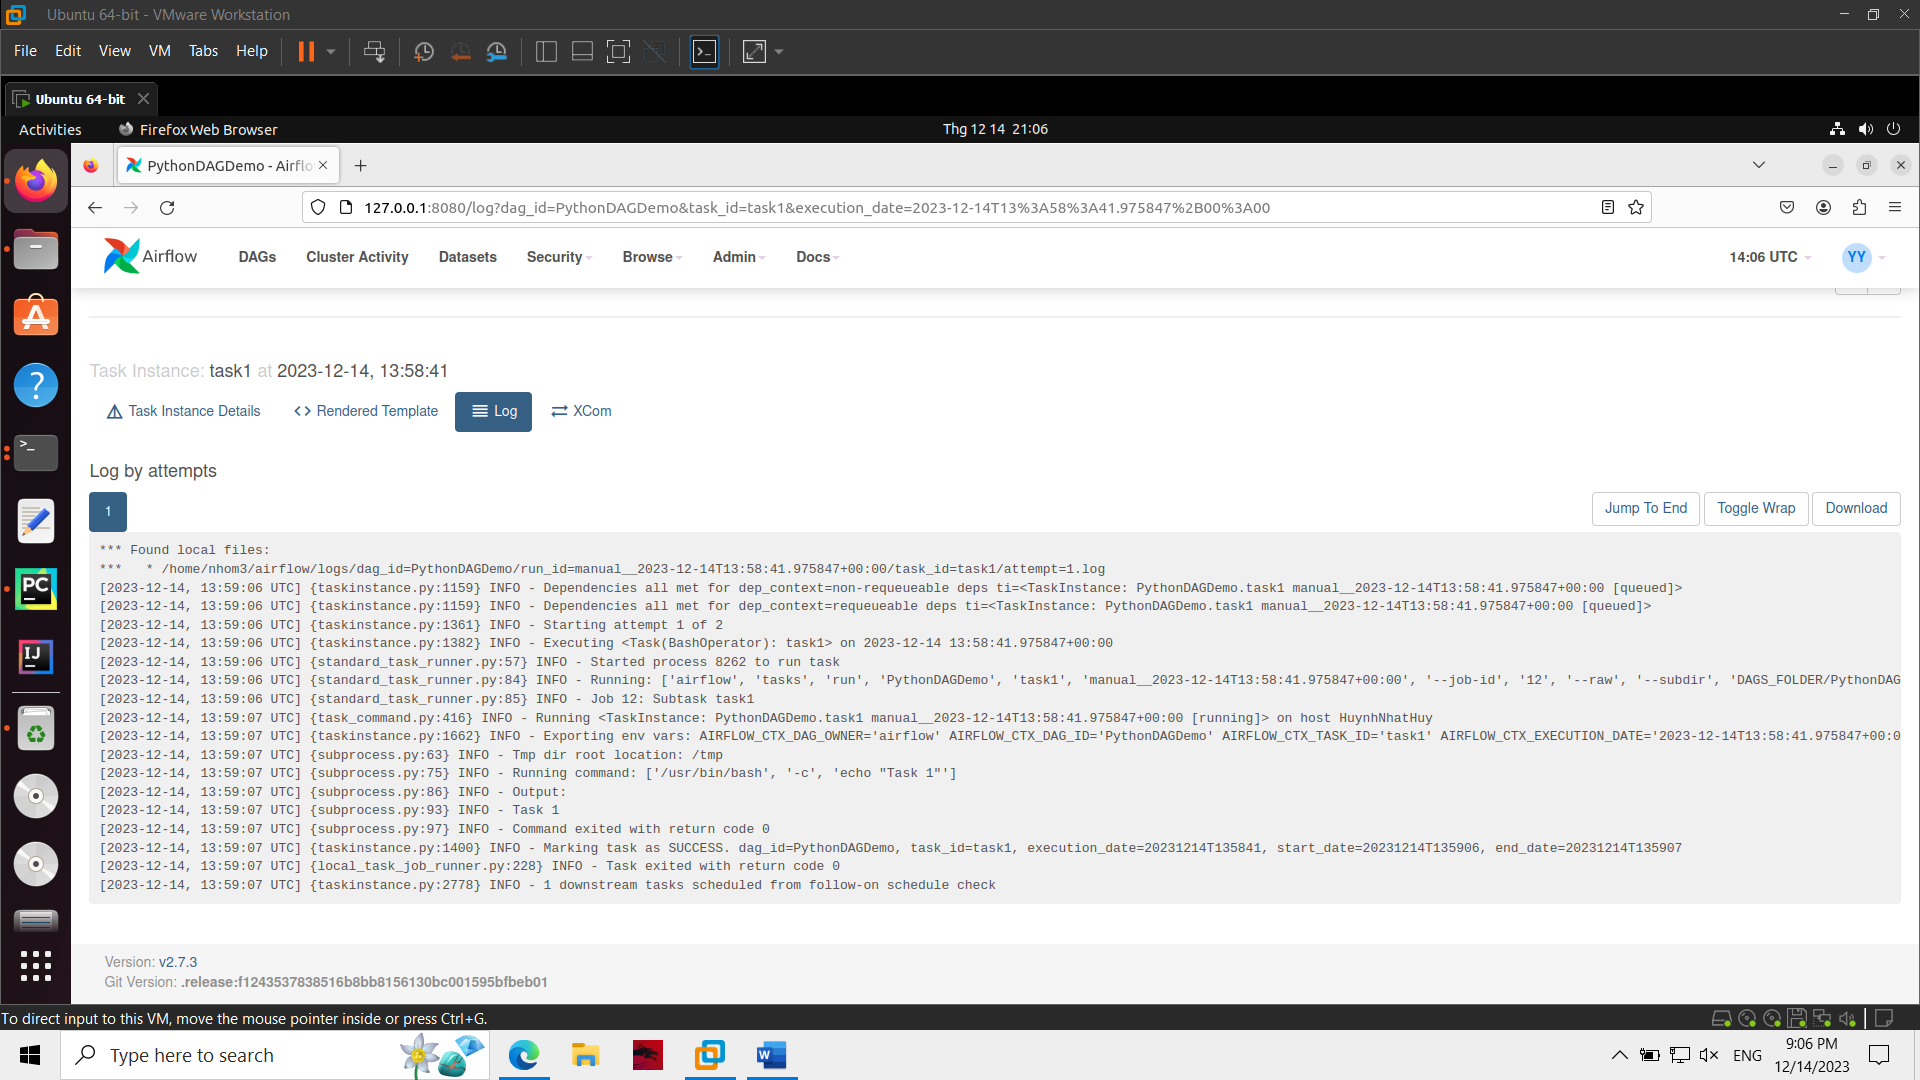 Ubuntu 64-bit - VMware Workstation
File Edit View VM Tabs Help
Ubuntu 64-bit
Activities Firefox Web Browser Thg 12 14 21:06
PythonDAGDemo - Airflo
127.0.0.1:8080/log?dag_id=PythonDAGDemo&task_id=task1&execution_date=2023-12-14T13%3A58%3A41.975847%2B00%3A00
Airflow DAGs Cluster Activity Datasets Security Browse Admin Docs 14:06 UTC YY
Task Instance: task1 at 2023-12-14, 13:58:41
Task Instance Details Rendered Template Log XCom
Log by attempts
1 Jump To End Toggle Wrap Download
*** Found local files:
***   * /home/nhom3/airflow/logs/dag_id=PythonDAGDemo/run_id=manual__2023-12-14T13:58:41.975847+00:00/task_id=task1/attempt=1.log
[2023-12-14, 13:59:06 UTC] {taskinstance.py:1159} INFO - Dependencies all met for dep_context=non-requeueable deps ti=<TaskInstance: PythonDAGDemo.task1 manual__2023-12-14T13:58:41.975847+00:00 [queued]>
[2023-12-14, 13:59:06 UTC] {taskinstance.py:1159} INFO - Dependencies all met for dep_context=requeueable deps ti=<TaskInstance: PythonDAGDemo.task1 manual__2023-12-14T13:58:41.975847+00:00 [queued]>
[2023-12-14, 13:59:06 UTC] {taskinstance.py:1361} INFO - Starting attempt 1 of 2
[2023-12-14, 13:59:06 UTC] {taskinstance.py:1382} INFO - Executing <Task(BashOperator): task1> on 2023-12-14 13:58:41.975847+00:00
[2023-12-14, 13:59:06 UTC] {standard_task_runner.py:57} INFO - Started process 8262 to run task
[2023-12-14, 13:59:06 UTC] {standard_task_runner.py:84} INFO - Running: ['airflow', 'tasks', 'run', 'PythonDAGDemo', 'task1', 'manual__2023-12-14T13:58:41.975847+00:00', '--job-id', '12', '--raw', '--subdir', 'DAGS_FOLDER/PythonDAG
[2023-12-14, 13:59:06 UTC] {standard_task_runner.py:85} INFO - Job 12: Subtask task1
[2023-12-14, 13:59:07 UTC] {task_command.py:416} INFO - Running <TaskInstance: PythonDAGDemo.task1 manual__2023-12-14T13:58:41.975847+00:00 [running]> on host HuynhNhatHuy
[2023-12-14, 13:59:07 UTC] {taskinstance.py:1662} INFO - Exporting env vars: AIRFLOW_CTX_DAG_OWNER='airflow' AIRFLOW_CTX_DAG_ID='PythonDAGDemo' AIRFLOW_CTX_TASK_ID='task1' AIRFLOW_CTX_EXECUTION_DATE='2023-12-14T13:58:41.975847+00:0
[2023-12-14, 13:59:07 UTC] {subprocess.py:63} INFO - Tmp dir root location: /tmp
[2023-12-14, 13:59:07 UTC] {subprocess.py:75} INFO - Running command: ['/usr/bin/bash', '-c', 'echo "Task 1"']
[2023-12-14, 13:59:07 UTC] {subprocess.py:86} INFO - Output:
[2023-12-14, 13:59:07 UTC] {subprocess.py:93} INFO - Task 1
[2023-12-14, 13:59:07 UTC] {subprocess.py:97} INFO - Command exited with return code 0
[2023-12-14, 13:59:07 UTC] {taskinstance.py:1400} INFO - Marking task as SUCCESS. dag_id=PythonDAGDemo, task_id=task1, execution_date=20231214T135841, start_date=20231214T135906, end_date=20231214T135907
[2023-12-14, 13:59:07 UTC] {local_task_job_runner.py:228} INFO - Task exited with return code 0
[2023-12-14, 13:59:07 UTC] {taskinstance.py:2778} INFO - 1 downstream tasks scheduled from follow-on schedule check
Version: v2.7.3
Git Version: .release:f1243537838516b8bb8156130bc001595bfbeb01
To direct input to this VM, move the mouse pointer inside or press Ctrl+G.
Type here to search
ENG 9:06 PM
12/14/2023
PC
IJ
W